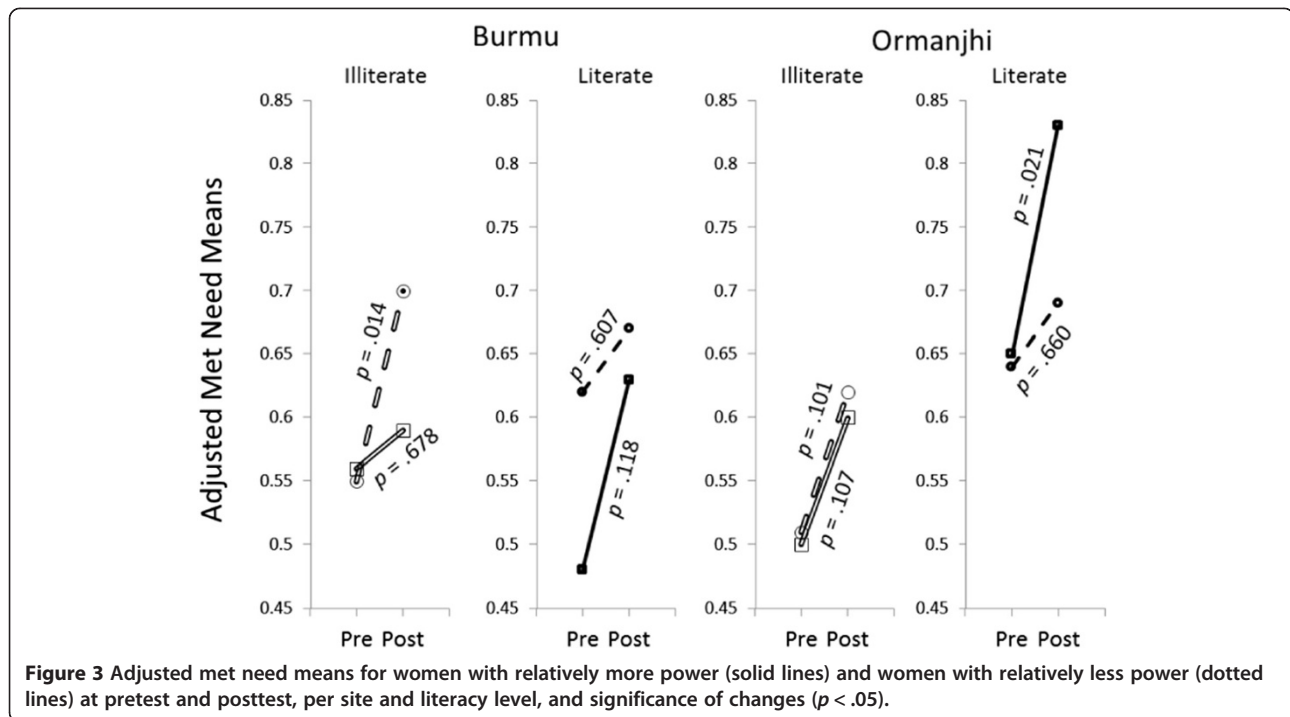 Burmu Ormanjhi
Illiterate Literate Illiterate Literate
Adjusted Met Need Means
0.85 0.85 0.85 0.85
0.8 0.8 0.8 0.8
0.75 0.75 0.75 0.75
0.7 0.7 0.7 0.7
0.65 0.65 0.65 0.65
0.6 0.6 0.6 0.6
0.55 0.55 0.55 0.55
0.5 0.5 0.5 0.5
0.45 0.45 0.45 0.45
p = .014
p = .678
p = .607
p = .118
p = .101
p = .107
p = .021
p = .660
Pre Post Pre Post Pre Post Pre Post
Figure 3 Adjusted met need means for women with relatively more power (solid lines) and women with relatively less power (dotted
lines) at pretest and posttest, per site and literacy level, and significance of changes (p < .05).